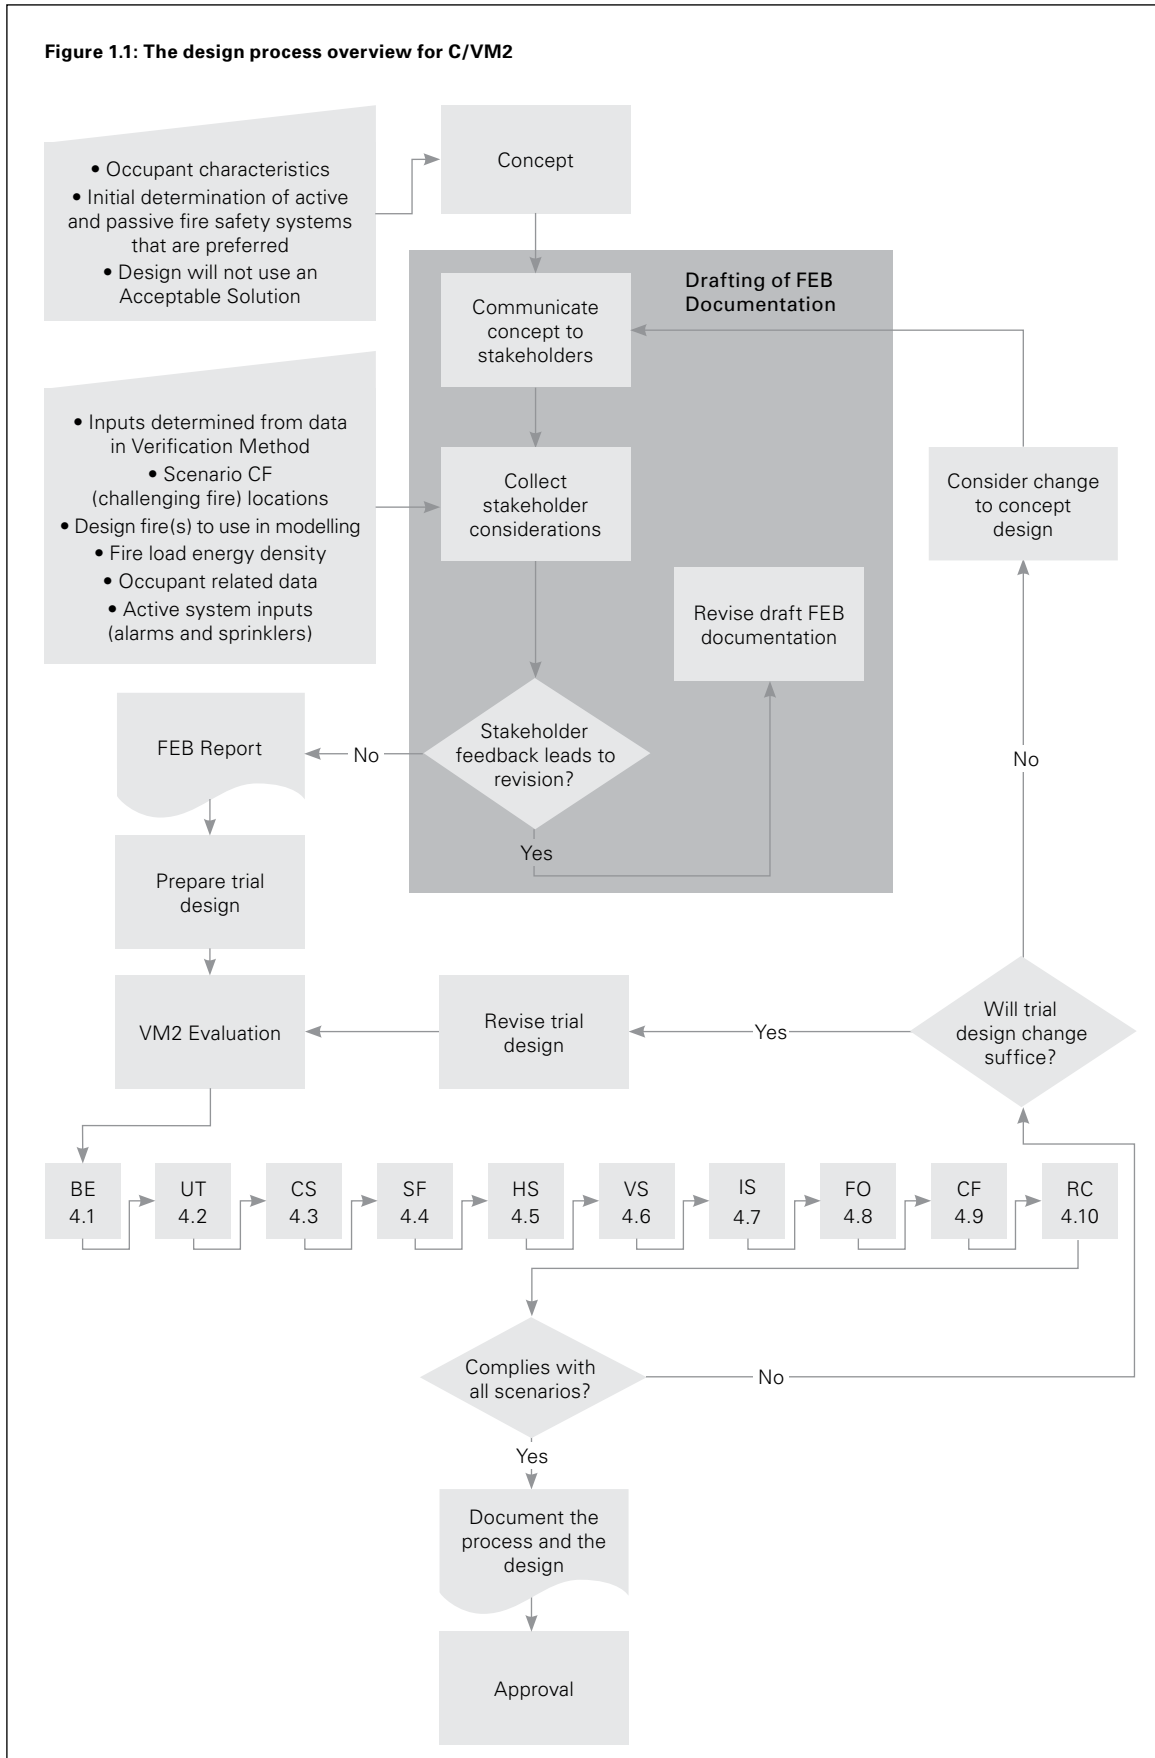 Figure 1.1: The design process overview for C/VM2
• Occupant characteristics
• Initial determination of active
and passive fire safety systems
that are preferred
• Design will not use an
Acceptable Solution
Concept
Drafting of FEB
Documentation
Communicate
concept to
stakeholders
• Inputs determined from data
in Verification Method
• Scenario CF
(challenging fire) locations
• Design fire(s) to use in modelling
• Fire load energy density
• Occupant related data
• Active system inputs
(alarms and sprinklers)
Collect
stakeholder
considerations
Consider change
to concept
design
Revise draft FEB
documentation
Stakeholder
feedback leads to
revision?
No
FEB Report
Yes
No
Prepare trial
design
VM2 Evaluation
Revise trial
design
Yes
Will trial
design change
suffice?
BE
4.1
UT
4.2
CS
4.3
SF
4.4
HS
4.5
VS
4.6
IS
4.7
FO
4.8
CF
4.9
RC
4.10
Complies with
all scenarios?
No
Yes
Document the
process and the
design
Approval